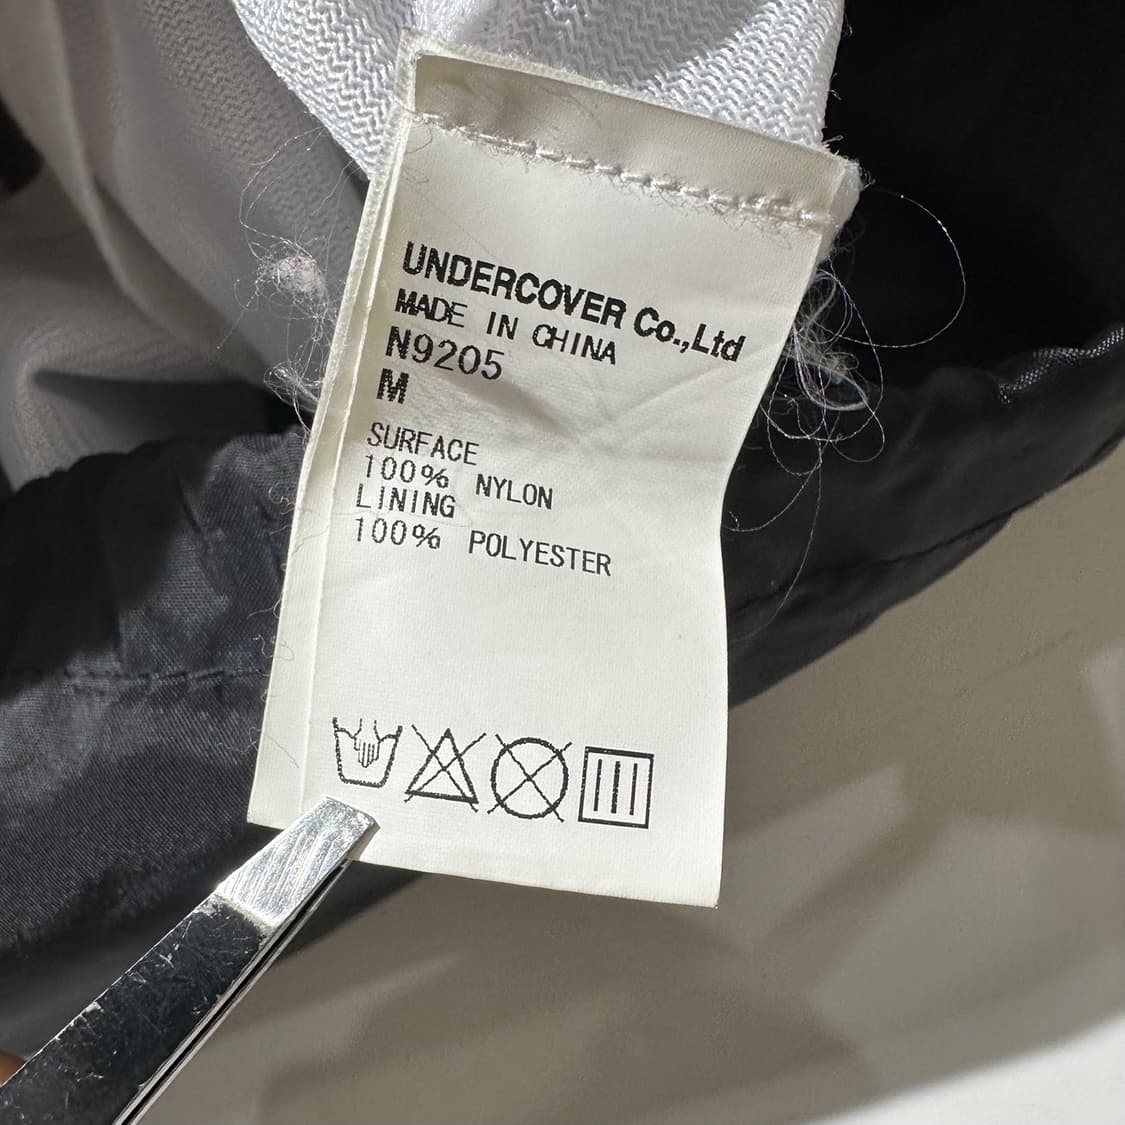 UNDERCOVER Co.,Ltd
MADE IN CHINA
N9205
M
SURFACE
100% NYLON
LINING
100% POLYESTER